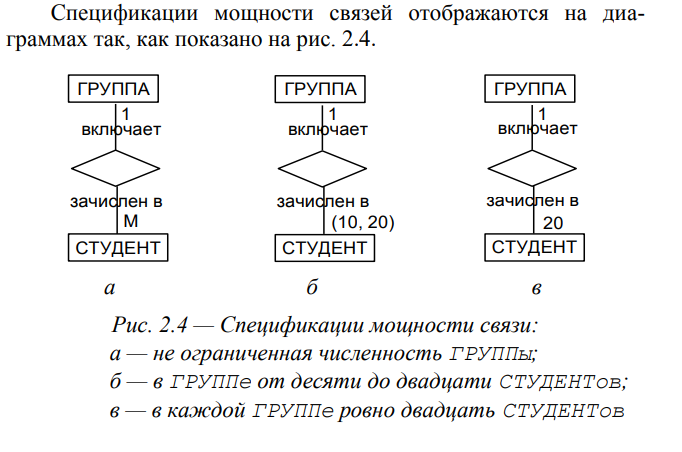 Спецификации мощности связей отображаются на диа-
граммах так, как показано на рис. 2.4.
ГРУППА ГРУППА ГРУППА
1 1 1
включает включает включает
зачислен в зачислен в зачислен в
М (10, 20) 20
СТУДЕНТ СТУДЕНТ СТУДЕНТ
а б в
Рис. 2.4 — Спецификации мощности связи:
а — не ограниченная численность ГРУППы;
б — в ГРУППе от десяти до двадцати СТУДЕНТов;
в — в каждой ГРУППе ровно двадцать СТУДЕНТов